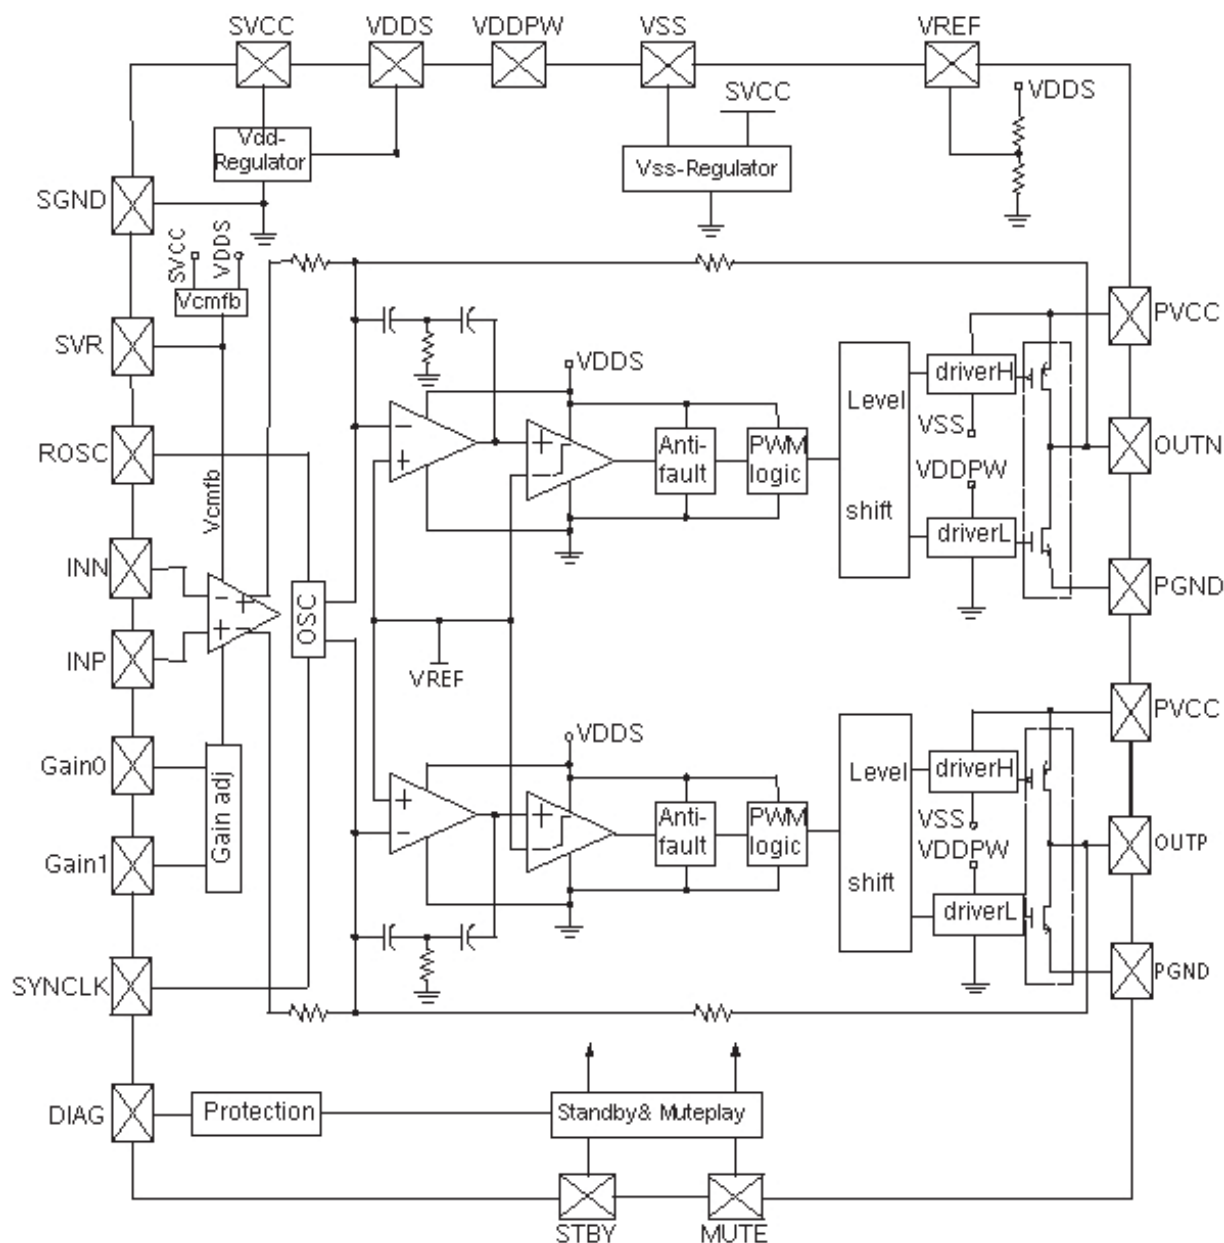 SVCC
VDDS
VDDPW
VSS
VREF
SVCC
VDDS
Vdd-
Regulator
Vss-Regulator
SGND
SVCC
VDDS
Vcmfb
PVCC
SVR
VDDS
driverH
Level
VSS
OUTN
ROSC
Anti-
fault
PWM
logic
VDDPW
Vcmfb
shift
driverL
INN
PGND
OSC
INP
VREF
PVCC
VDDS
Gain0
Level
driverH
Gain adj
Anti-
fault
PWM
logic
VSS
VDDPW
OUTP
Gain1
shift
driverL
SYNCLK
PGND
DIAG
Protection
Standby& Muteplay
STBY
MUTE